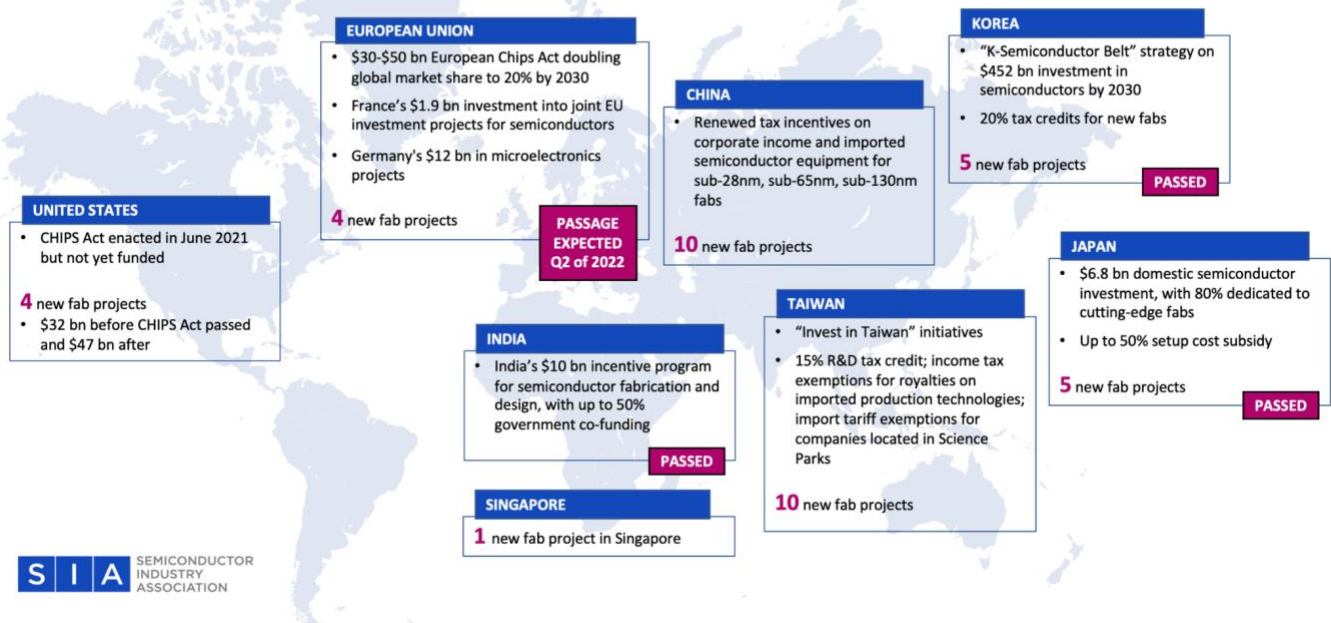 EUROPEAN UNION
• $30-$50 bn European Chips Act doubling
global market share to 20% by 2030
• France's $1.9 bn investment into joint EU
investment projects for semiconductors
• Germany's $12 bn in microelectronics
projects
4 new fab projects
PASSAGE
EXPECTED
Q2 of 2022
KOREA
• “K-Semiconductor Belt” strategy on
$452 bn investment in
semiconductors by 2030
• 20% tax credits for new fabs
5 new fab projects
PASSED
CHINA
• Renewed tax incentives on
corporate income and imported
semiconductor equipment for
sub-28nm, sub-65nm, sub-130nm
fabs
10 new fab projects
UNITED STATES
• CHIPS Act enacted in June 2021
but not yet funded
4 new fab projects
• $32 bn before CHIPS Act passed
and $47 bn after
JAPAN
• $6.8 bn domestic semiconductor
investment, with 80% dedicated to
cutting-edge fabs
• Up to 50% setup cost subsidy
5 new fab projects
PASSED
TAIWAN
• “Invest in Taiwan” initiatives
• 15% R&D tax credit; income tax
exemptions for royalties on
imported production technologies;
import tariff exemptions for
companies located in Science
Parks
10 new fab projects
INDIA
• India's $10 bn incentive program
for semiconductor fabrication and
design, with up to 50%
government co-funding
PASSED
SINGAPORE
1 new fab project in Singapore
SIA
SEMICONDUCTOR
INDUSTRY
ASSOCIATION